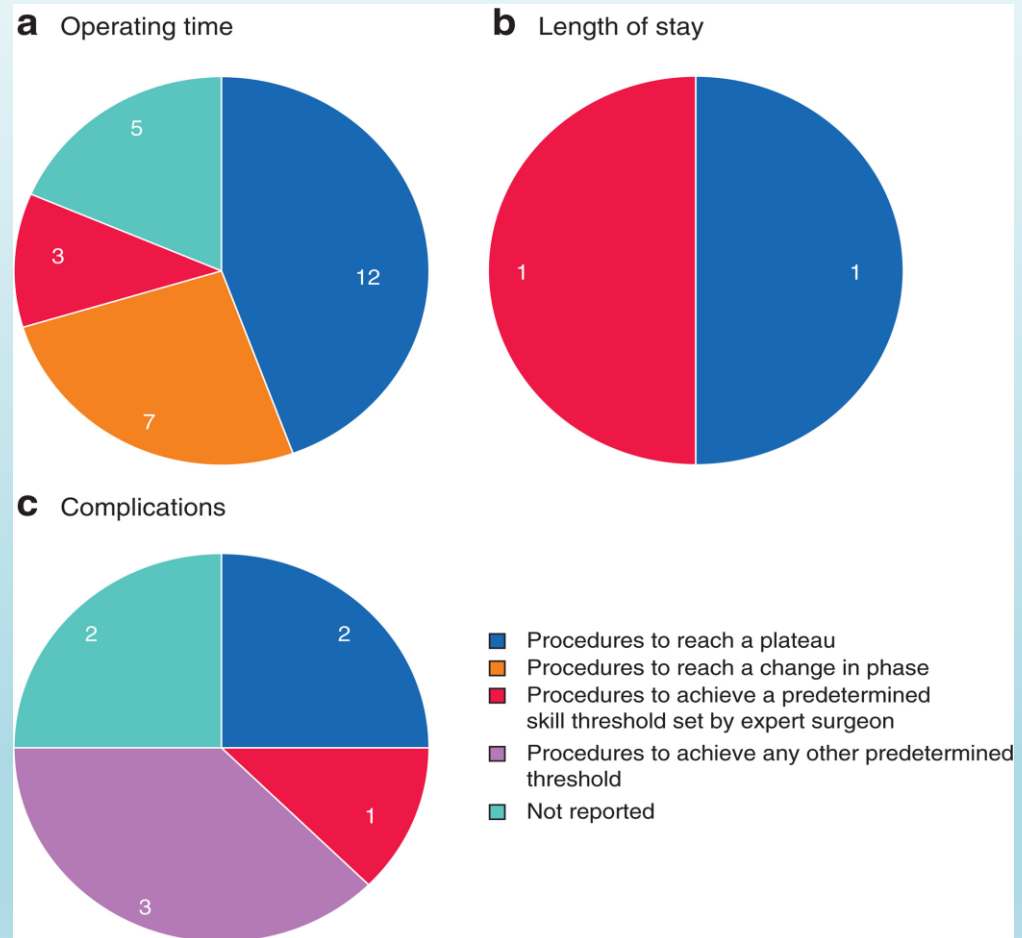 a Operating time
5
3
12
7
b Length of stay
1
1
c Complications
2
2
1
3
Procedures to reach a plateau
Procedures to reach a change in phase
Procedures to achieve a predetermined
skill threshold set by expert surgeon
Procedures to achieve any other predetermined
threshold
Not reported